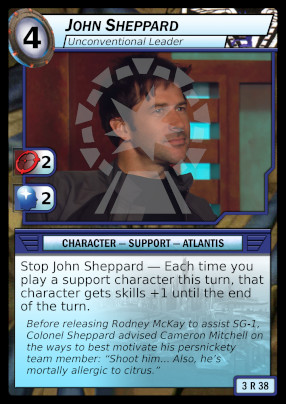 4
JOHN SHEPPARD
Unconventional Leader
2
2
CHARACTER — SUPPORT — ATLANTIS
Stop John Sheppard — Each time you
play a support character this turn, that
character gets skills +1 until the end
of the turn.
Before releasing Rodney McKay to assist SG-1,
Colonel Sheppard advised Cameron Mitchell on
the ways to best motivate his persnickety
team member: “Shoot him... Also, he’s
mortally allergic to citrus.”
3 R 38